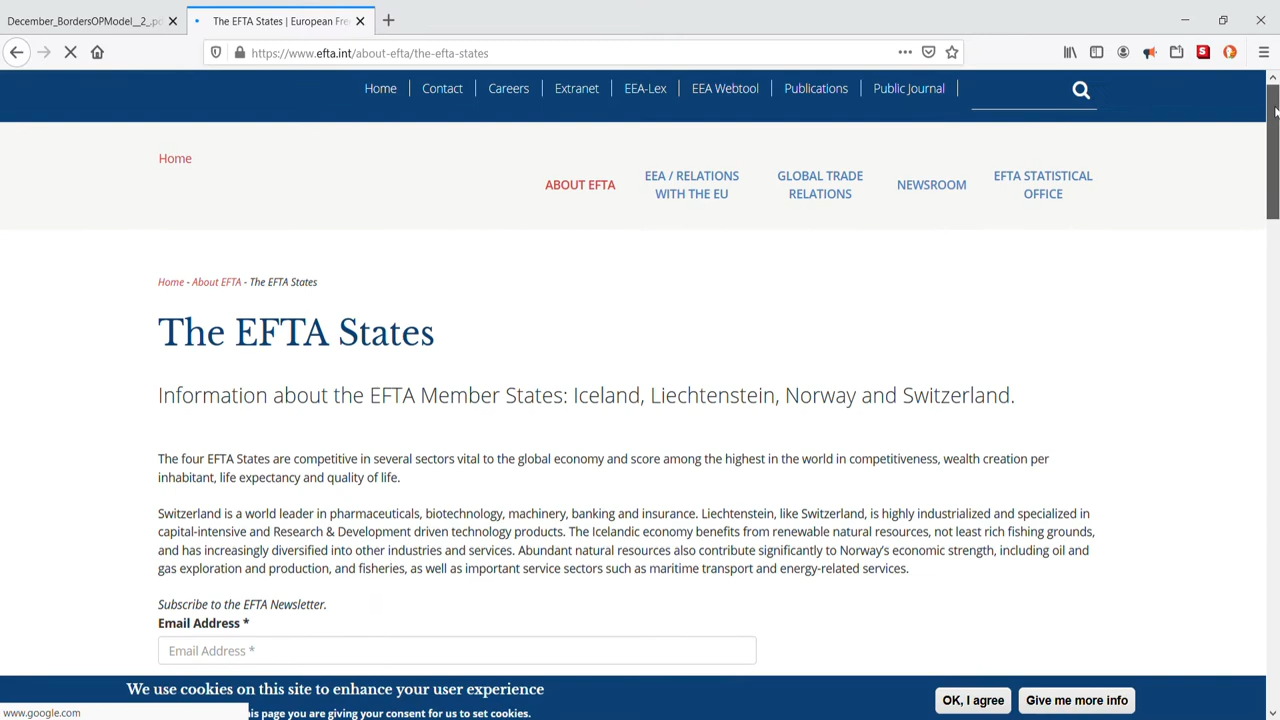 December_BordersOPModel__2_.pd
The EFTA States | European Fre
https://www.efta.int/about-efta/the-efta-states
Home
Contact
Careers
Extranet
EEA-Lex
EEA Webtool
Publications
Public Journal
Home
ABOUT EFTA
EEA / RELATIONS
WITH THE EU
GLOBAL TRADE
RELATIONS
NEWSROOM
EFTA STATISTICAL
OFFICE
Home - About EFTA - The EFTA States
The EFTA States
Information about the EFTA Member States: Iceland, Liechtenstein, Norway and Switzerland.
The four EFTA States are competitive in several sectors vital to the global economy and score among the highest in the world in competitiveness, wealth creation per
inhabitant, life expectancy and quality of life.
Switzerland is a world leader in pharmaceuticals, biotechnology, machinery, banking and insurance. Liechtenstein, like Switzerland, is highly industrialized and specialized in
capital-intensive and Research & Development driven technology products. The Icelandic economy benefits from renewable natural resources, not least rich fishing grounds,
and has increasingly diversified into other industries and services. Abundant natural resources also contribute significantly to Norway's economic strength, including oil and
gas exploration and production, and fisheries, as well as important service sectors such as maritime transport and energy-related services.
Subscribe to the EFTA Newsletter.
Email Address *
Email Address *
We use cookies on this site to enhance your user experience
his page you are giving your consent for us to set cookies.
OK, I agree
Give me more info
www.google.com